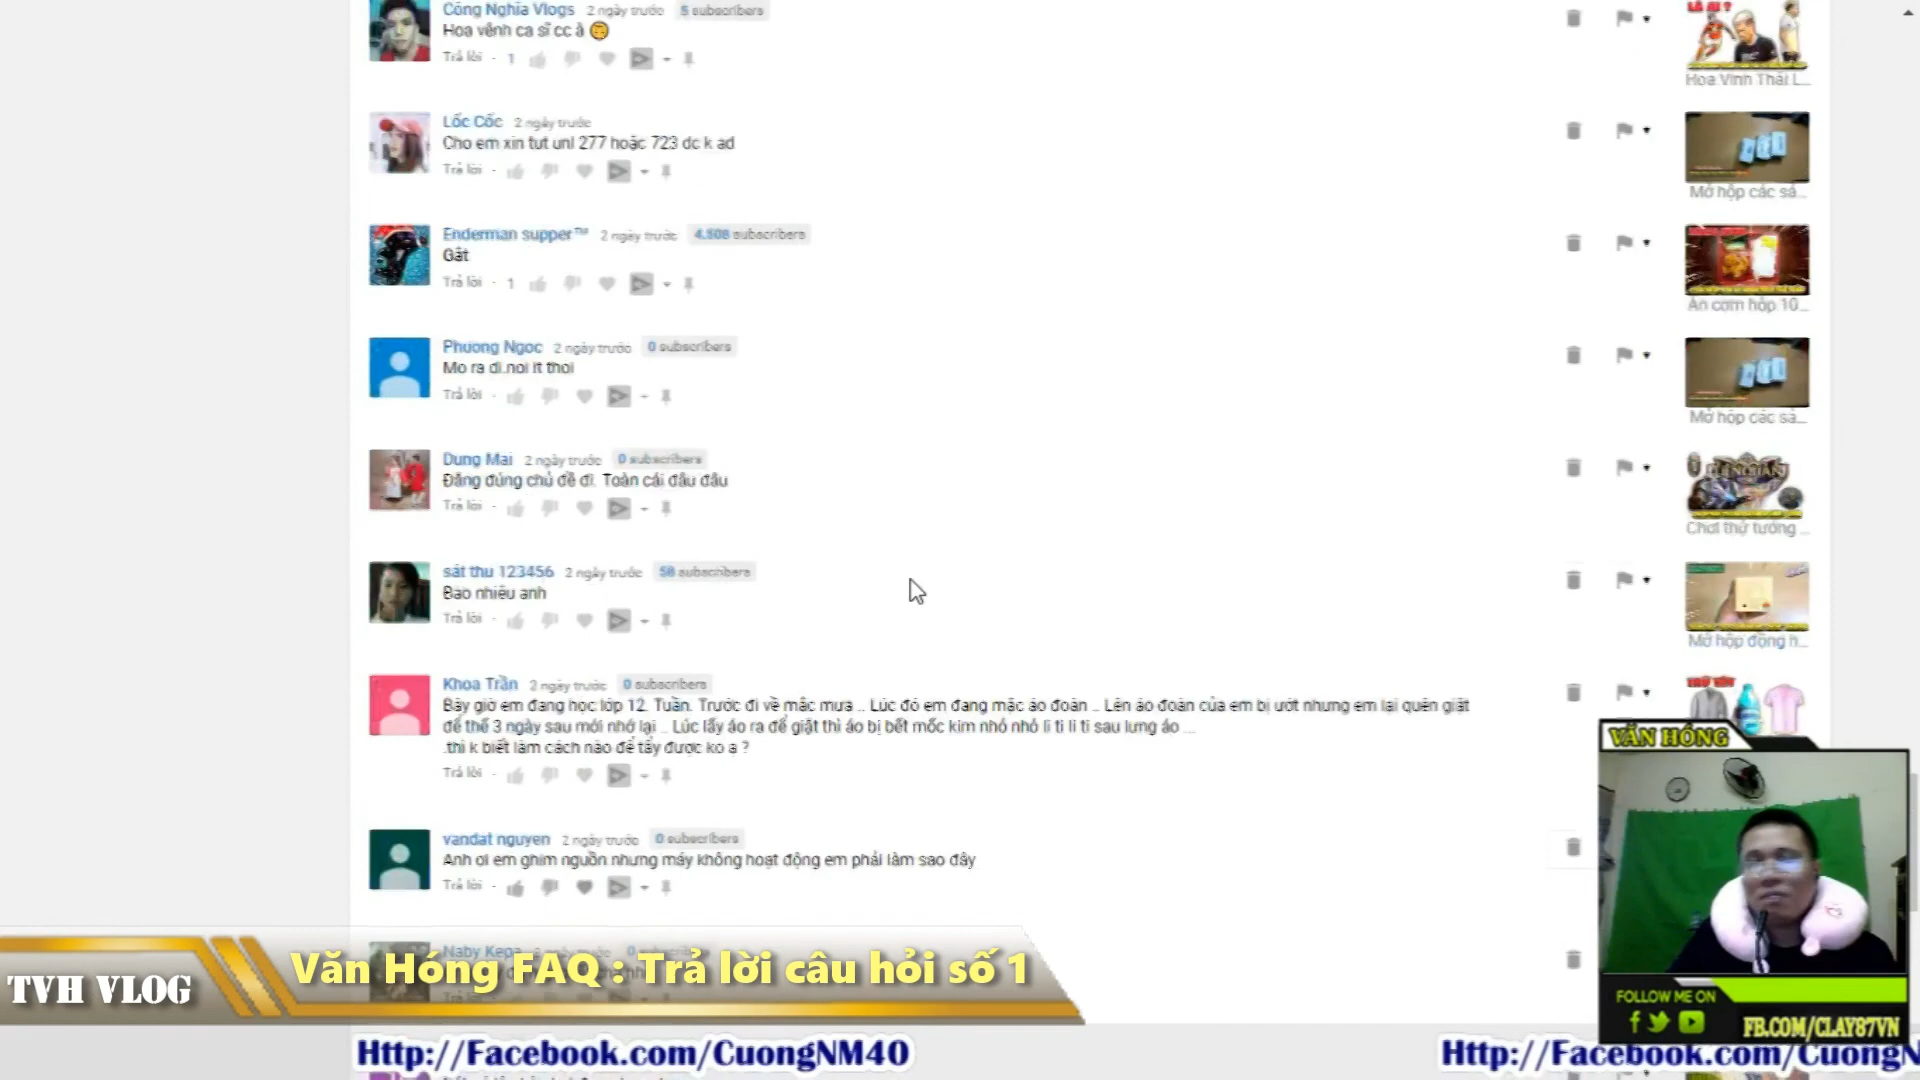 Công Nghĩa Vlogs 2 ngày trước 5 subscribers
Hoa vênh ca sĩ cc à
Trả lời · 1
Hoa Vinh Thái L...
Lốc Cốc 2 ngày trước
Cho em xin tut unl 277 hoặc 723 dc k ad
Trả lời ·
Mở hộp các sả...
Enderman supper™ 2 ngày trước 4.508 subscribers
Gắt
Trả lời · 1
Ăn cơm hộp 10...
Phuong Ngoc 2 ngày trước 0 subscribers
Mo ra di.noi it thoi
Trả lời ·
Mở hộp các sả...
Dung Mai 2 ngày trước 0 subscribers
Đăng đúng chủ đề đi. Toàn cái đâu đâu
Trả lời ·
Chơi thử tướng ...
sát thu 123456 2 ngày trước 58 subscribers
Bao nhiêu anh
Trả lời ·
Mở hộp đồng h...
Khoa Trần 2 ngày trước 0 subscribers
Bây giờ em đang học lớp 12. Tuần. Trước đi về mắc mưa .. Lúc đó em đang mặc áo đoàn .. Lên áo đoàn của em bị ướt nhưng em lại quên giặt
để thế 3 ngày sau mới nhớ lại .. Lúc lấy áo ra để giặt thì áo bị bết mốc kim nhỏ nhỏ li ti li ti sau lưng áo ...
.thì k biết làm cách nào để tẩy được ko ạ ?
Trả lời ·
VĂN HÓNG
vandat nguyen 2 ngày trước 0 subscribers
Anh ơi em ghim nguồn nhưng máy không hoạt động em phải làm sao đây
Trả lời ·
Naby Kepa
TVH VLOG
Văn Hóng FAQ : Trả lời câu hỏi số 1
FOLLOW ME ON
FB.COM/CLAY87VN
Http://Facebook.com/CuongNM40
Http://Facebook.com/CuongN